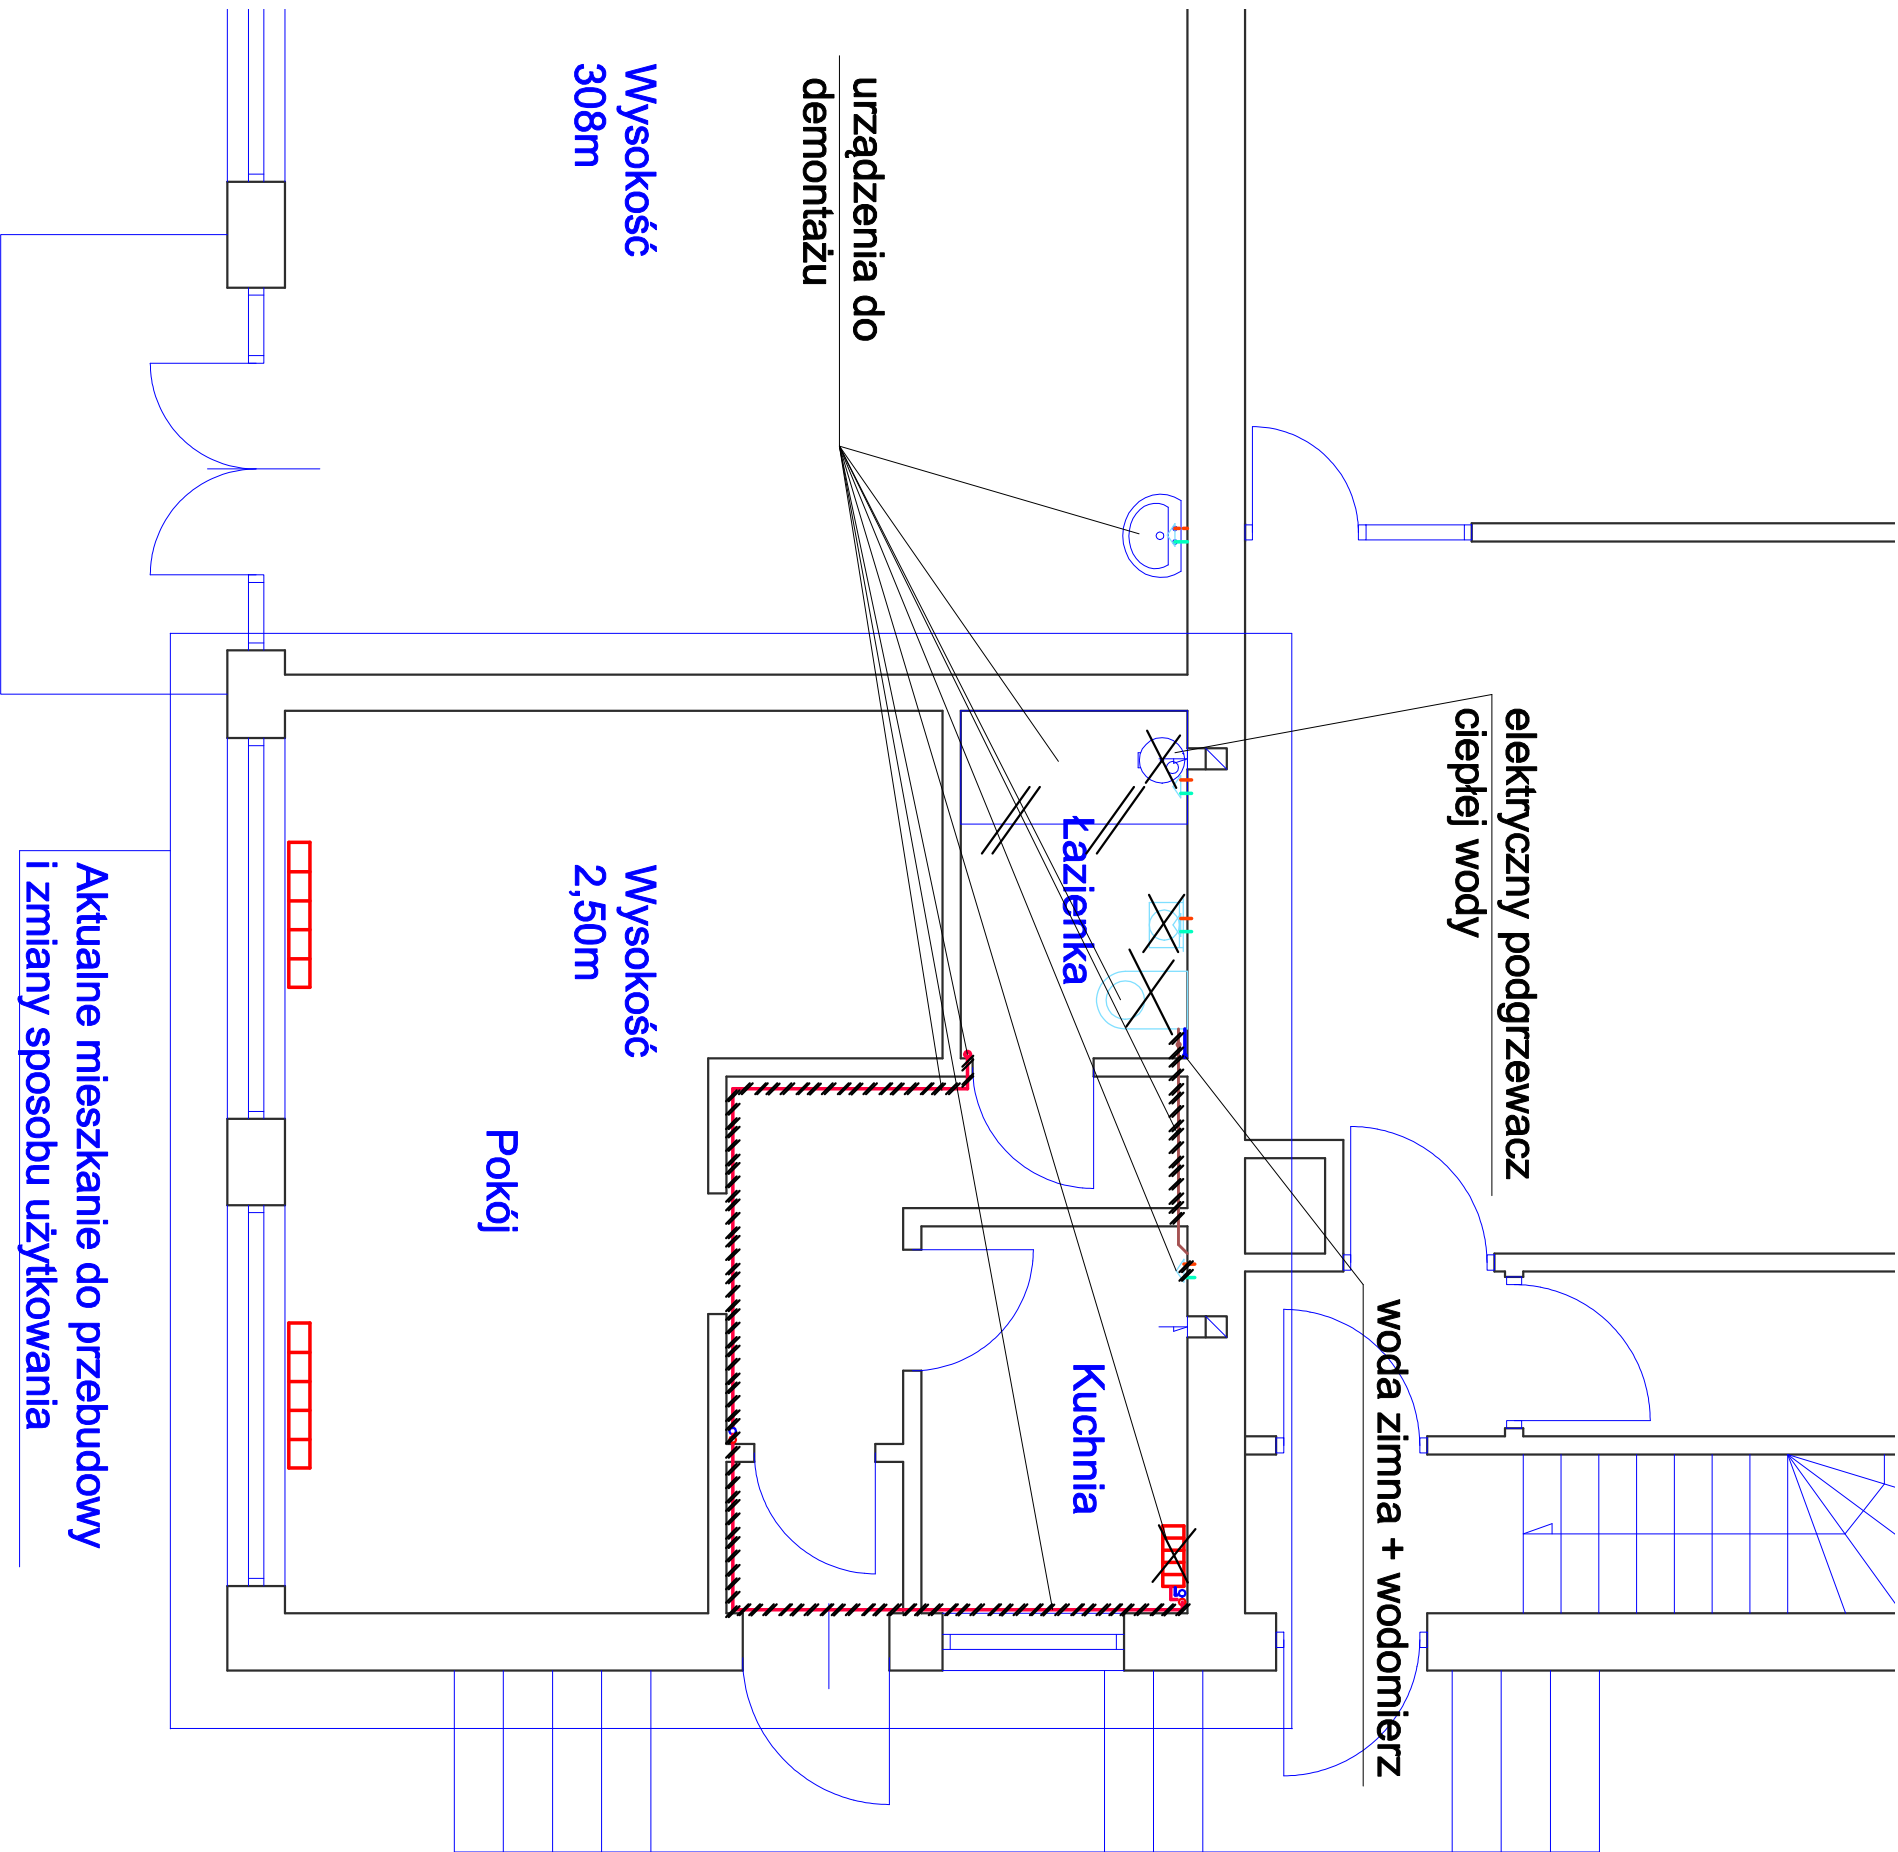 Wysokość
308m
urządzenia do
demontażu
elektryczny podgrzewacz
ciepłej wody
Łazienka
Wysokość
2,50m
Pokój
Kuchnia
woda zimna + wodomierz
Aktualne mieszkanie do przebudowy
i zmiany sposobu użytkowania